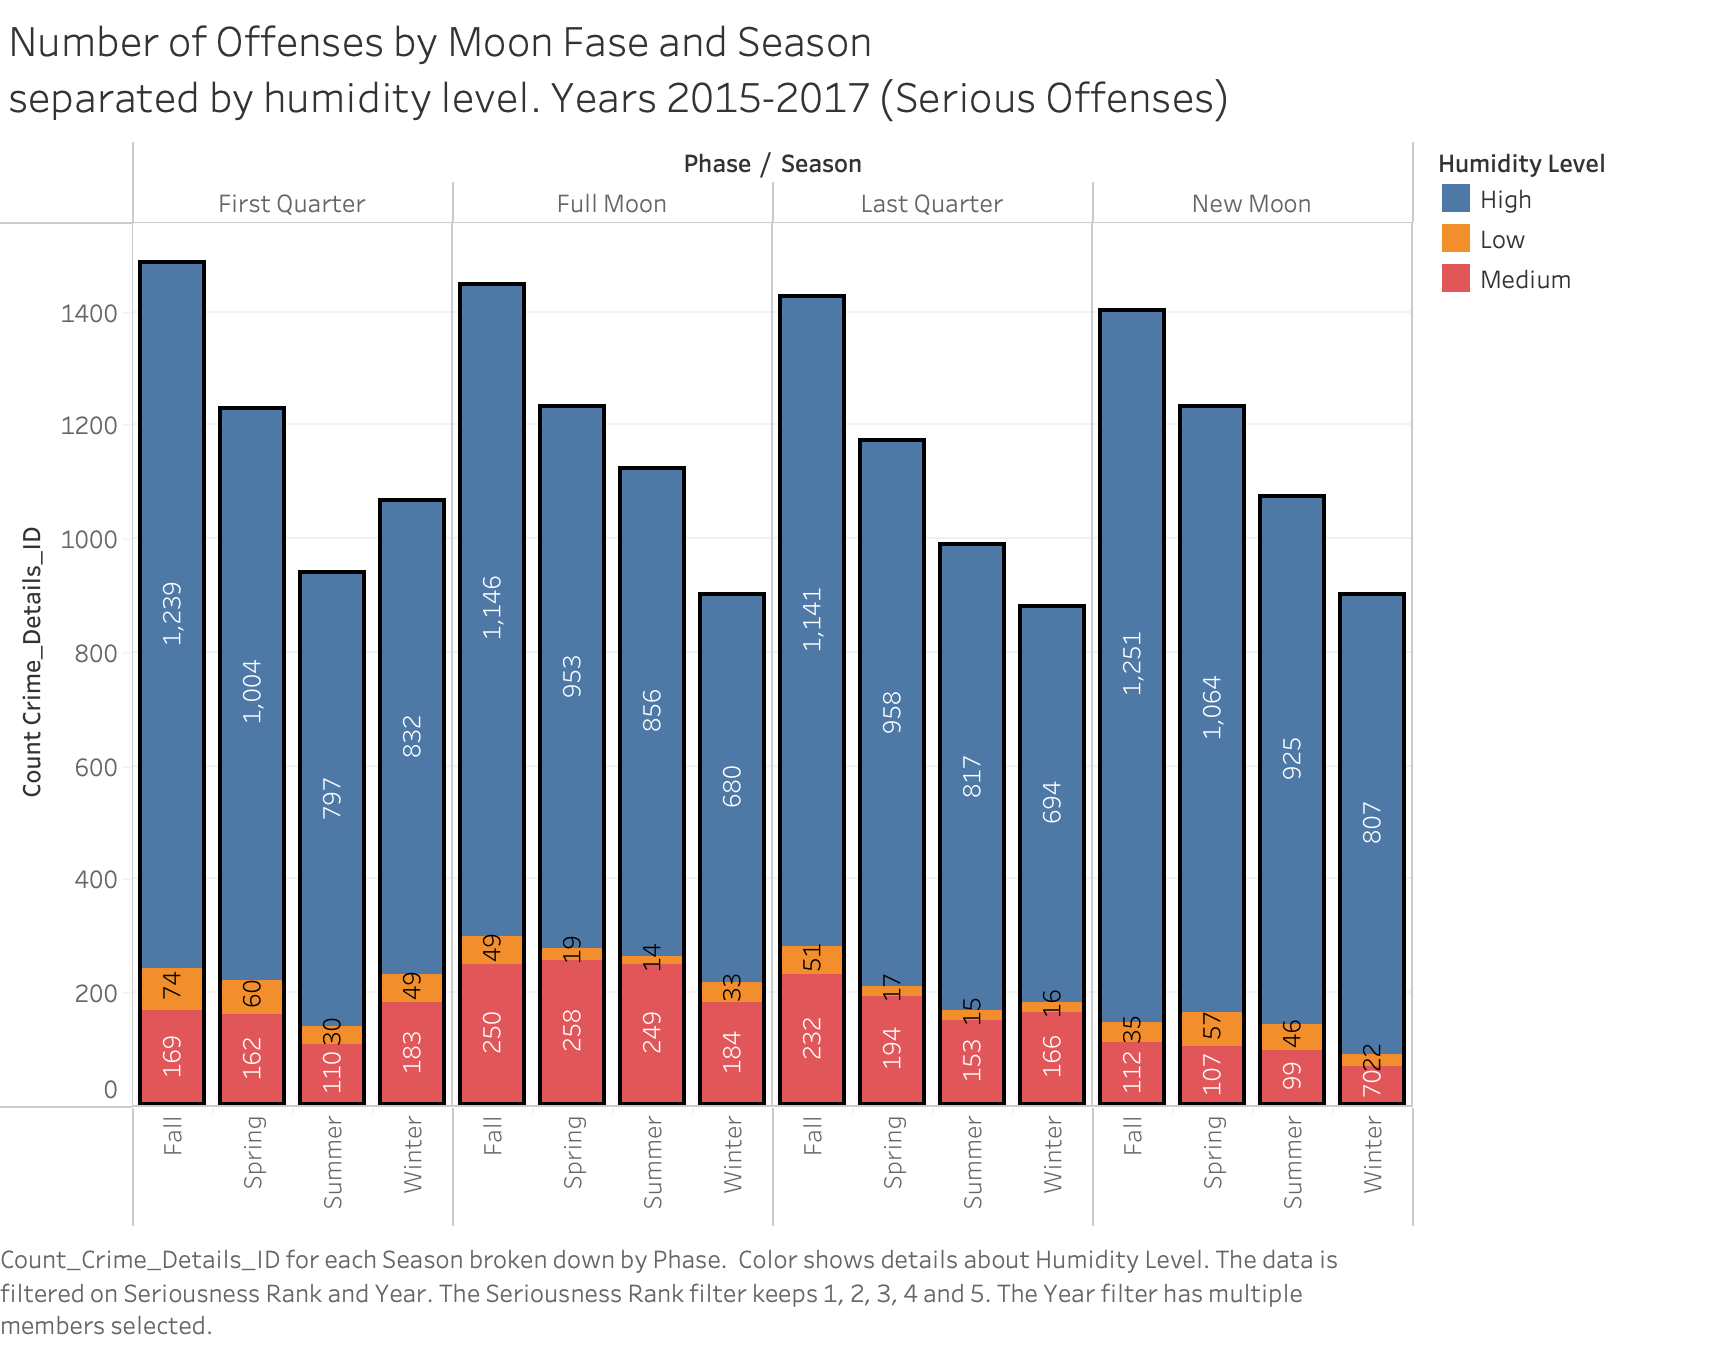 Number of Offenses by Moon Fase and Season
separated by humidity level. Years 2015-2017 (Serious Offenses)
Phase / Season
First Quarter
Full Moon
Last Quarter
New Moon
Humidity Level
High
Low
Medium
Count Crime_Details_ID
1400
1200
1000
800
600
400
200
0
1,239
74
169
1,004
60
162
797
30
110
832
49
183
1,146
49
250
953
19
258
856
14
249
680
33
184
1,141
51
232
958
17
194
817
15
153
694
16
166
1,251
35
112
1,064
57
107
925
46
99
807
22
70
Fall
Spring
Summer
Winter
Fall
Spring
Summer
Winter
Fall
Spring
Summer
Winter
Fall
Spring
Summer
Winter
Count_Crime_Details_ID for each Season broken down by Phase.  Color shows details about Humidity Level. The data is
filtered on Seriousness Rank and Year. The Seriousness Rank filter keeps 1, 2, 3, 4 and 5. The Year filter has multiple
members selected.